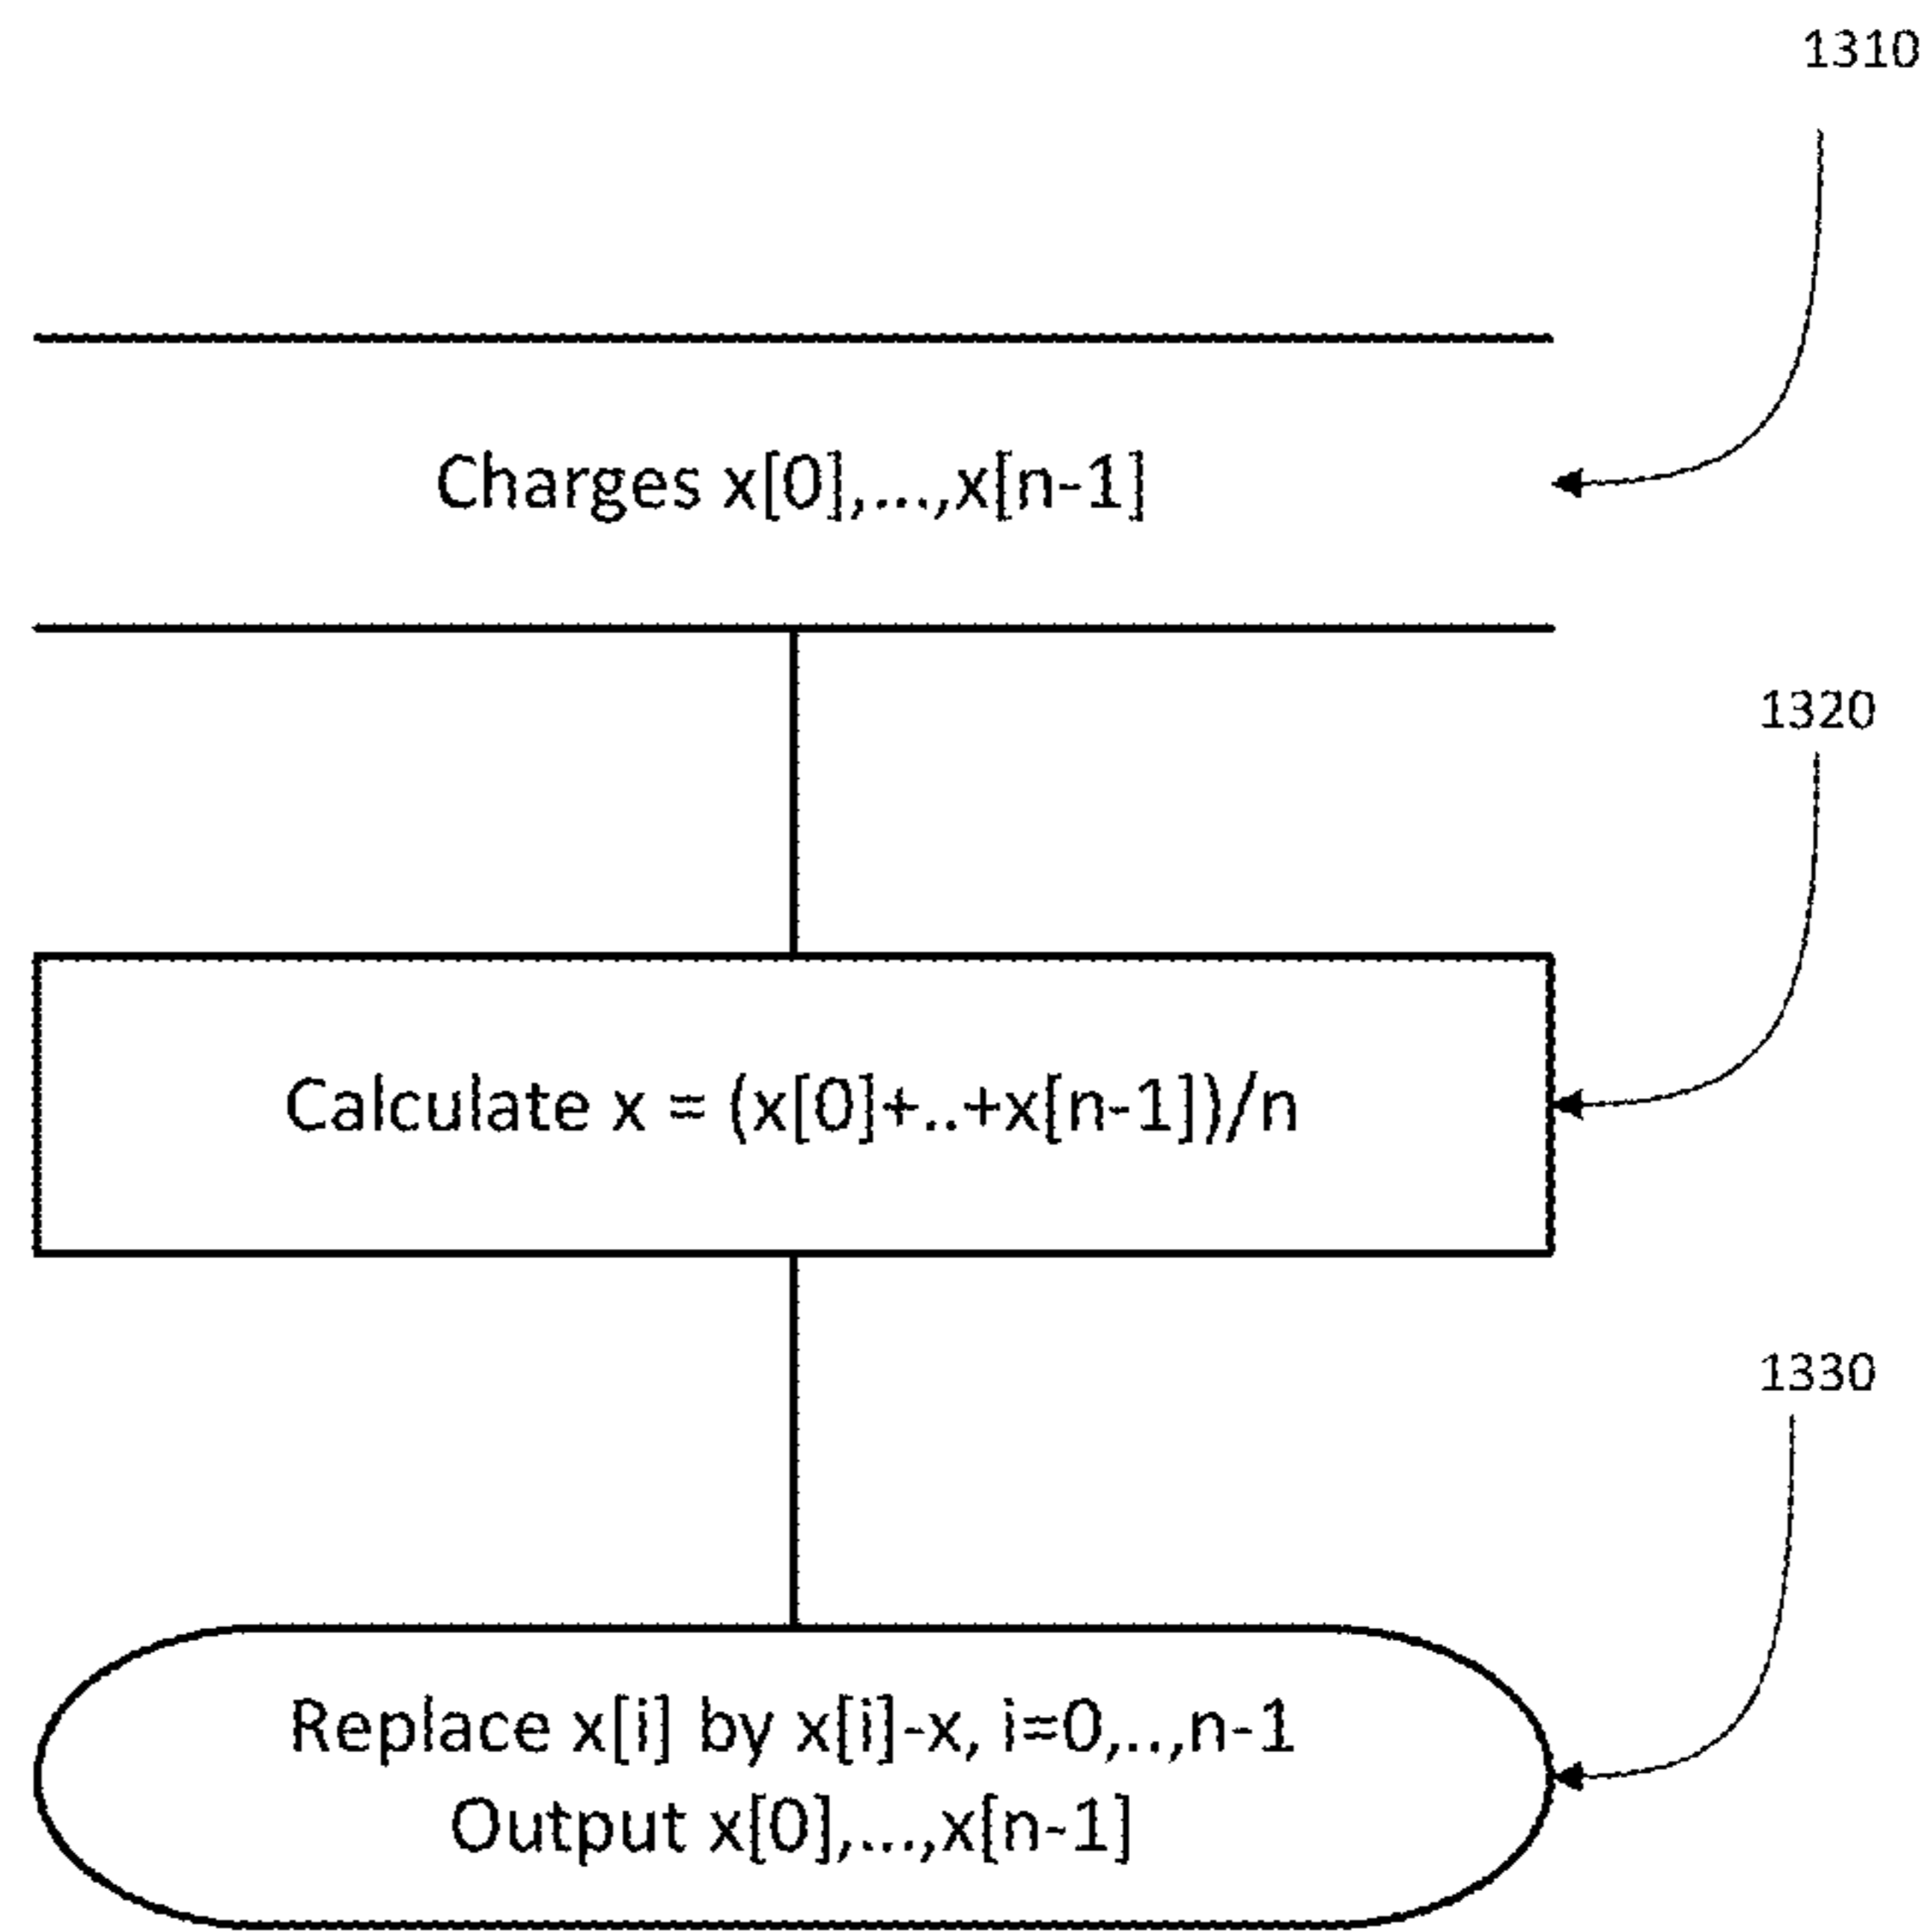 1310
Charges x[0],...,x[n-1]
1320
Calculate x = (x[0]+..+x[n-1])/n
1330
Replace x[i] by x[i]-x, i=0,..,n-1
Output x[0],...,x[n-1]